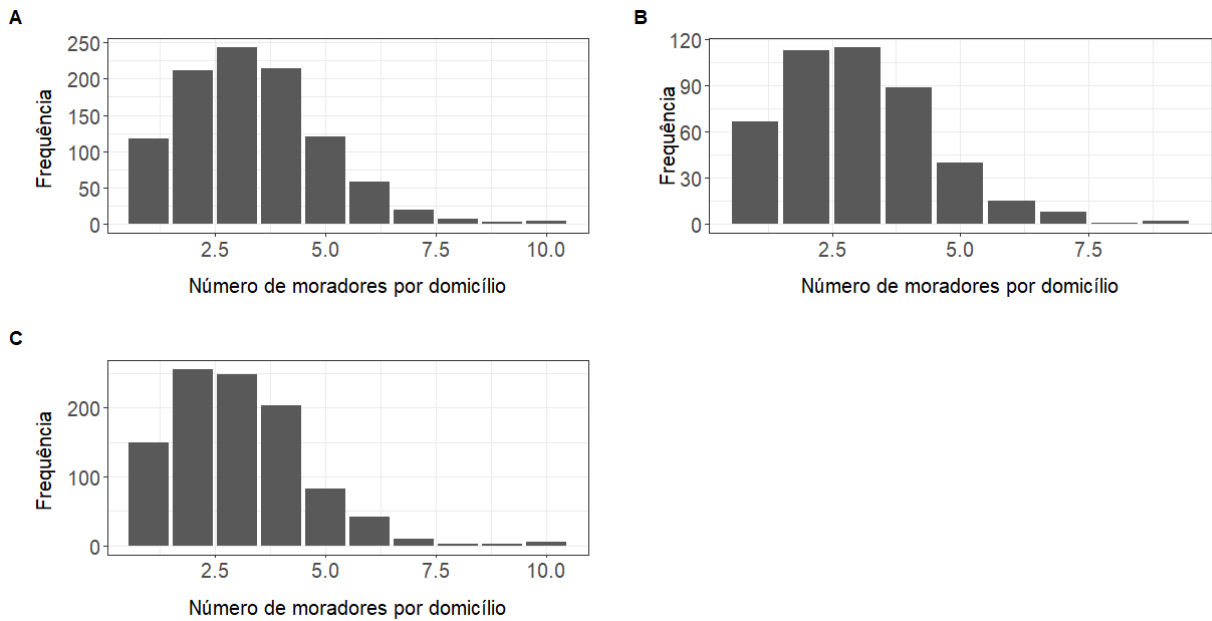 A
Frequência
250
200
150
100
50
0
2.5 5.0 7.5 10.0
Número de moradores por domicílio
B
Frequência
120
90
60
30
0
2.5 5.0 7.5
Número de moradores por domicílio
C
Frequência
200
100
0
2.5 5.0 7.5 10.0
Número de moradores por domicílio